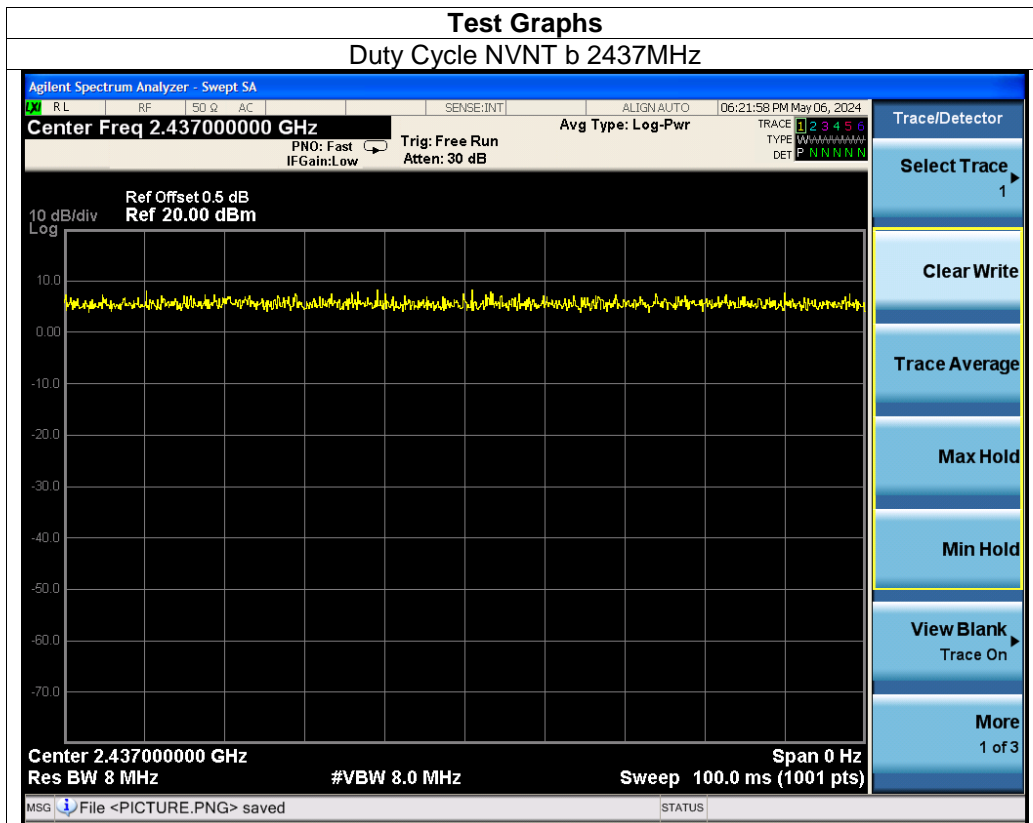 Test Graphs
Duty Cycle NVNT b 2437MHz
Agilent Spectrum Analyzer - Swept SA
LXI RL RF 50 Ω AC SENSE:INT ALIGN AUTO 06:21:58 PM May 06, 2024
Center Freq 2.437000000 GHz
PNO: Fast
IFGain:Low
Trig: Free Run
Atten: 30 dB
Avg Type: Log-Pwr
TRACE 1 2 3 4 5 6
TYPE W W W W W W
DET P N N N N N
Trace/Detector
Select Trace
1
Clear Write
Trace Average
Max Hold
Min Hold
View Blank
Trace On
More
1 of 3
Ref Offset 0.5 dB
10 dB/div Ref 20.00 dBm
Log
10.0
0.00
-10.0
-20.0
-30.0
-40.0
-50.0
-60.0
-70.0
Center 2.437000000 GHz Span 0 Hz
Res BW 8 MHz #VBW 8.0 MHz Sweep 100.0 ms (1001 pts)
MSG File <PICTURE.PNG> saved STATUS